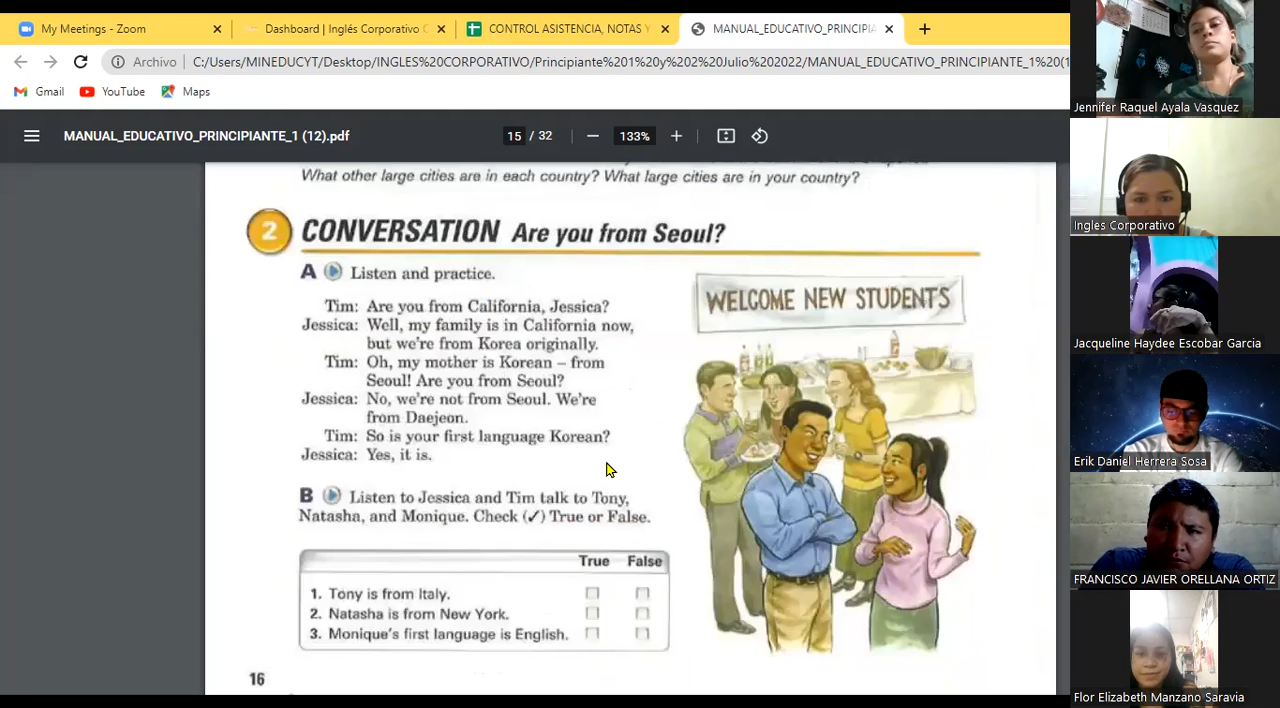 My Meetings - Zoom
Dashboard | Inglés Corporativo
CONTROL ASISTENCIA, NOTAS Y
MANUAL_EDUCATIVO_PRINCIPIA
Archivo
C:/Users/MINEDUCYT/Desktop/INGLES%20CORPORATIVO/Principiante%201%20y%202%20Julio%202022/MANUAL_EDUCATIVO_PRINCIPIANTE_1%20(1
Gmail
YouTube
Maps
MANUAL_EDUCATIVO_PRINCIPIANTE_1 (12).pdf
15 / 32
133%
What other large cities are in each country? What large cities are in your country?
2 CONVERSATION Are you from Seoul?
A Listen and practice.
Tim: Are you from California, Jessica?
Jessica: Well, my family is in California now,
but we're from Korea originally.
Tim: Oh, my mother is Korean – from
Seoul! Are you from Seoul?
Jessica: No, we're not from Seoul. We're
from Daejeon.
Tim: So is your first language Korean?
Jessica: Yes, it is.
B Listen to Jessica and Tim talk to Tony,
Natasha, and Monique. Check (✓) True or False.
True False
1. Tony is from Italy.
2. Natasha is from New York.
3. Monique's first language is English.
16
WELCOME NEW STUDENTS
Jennifer Raquel Ayala Vasquez
Ingles Corporativo
Jacqueline Haydee Escobar Garcia
Erik Daniel Herrera Sosa
FRANCISCO JAVIER ORELLANA ORTIZ
Flor Elizabeth Manzano Saravia